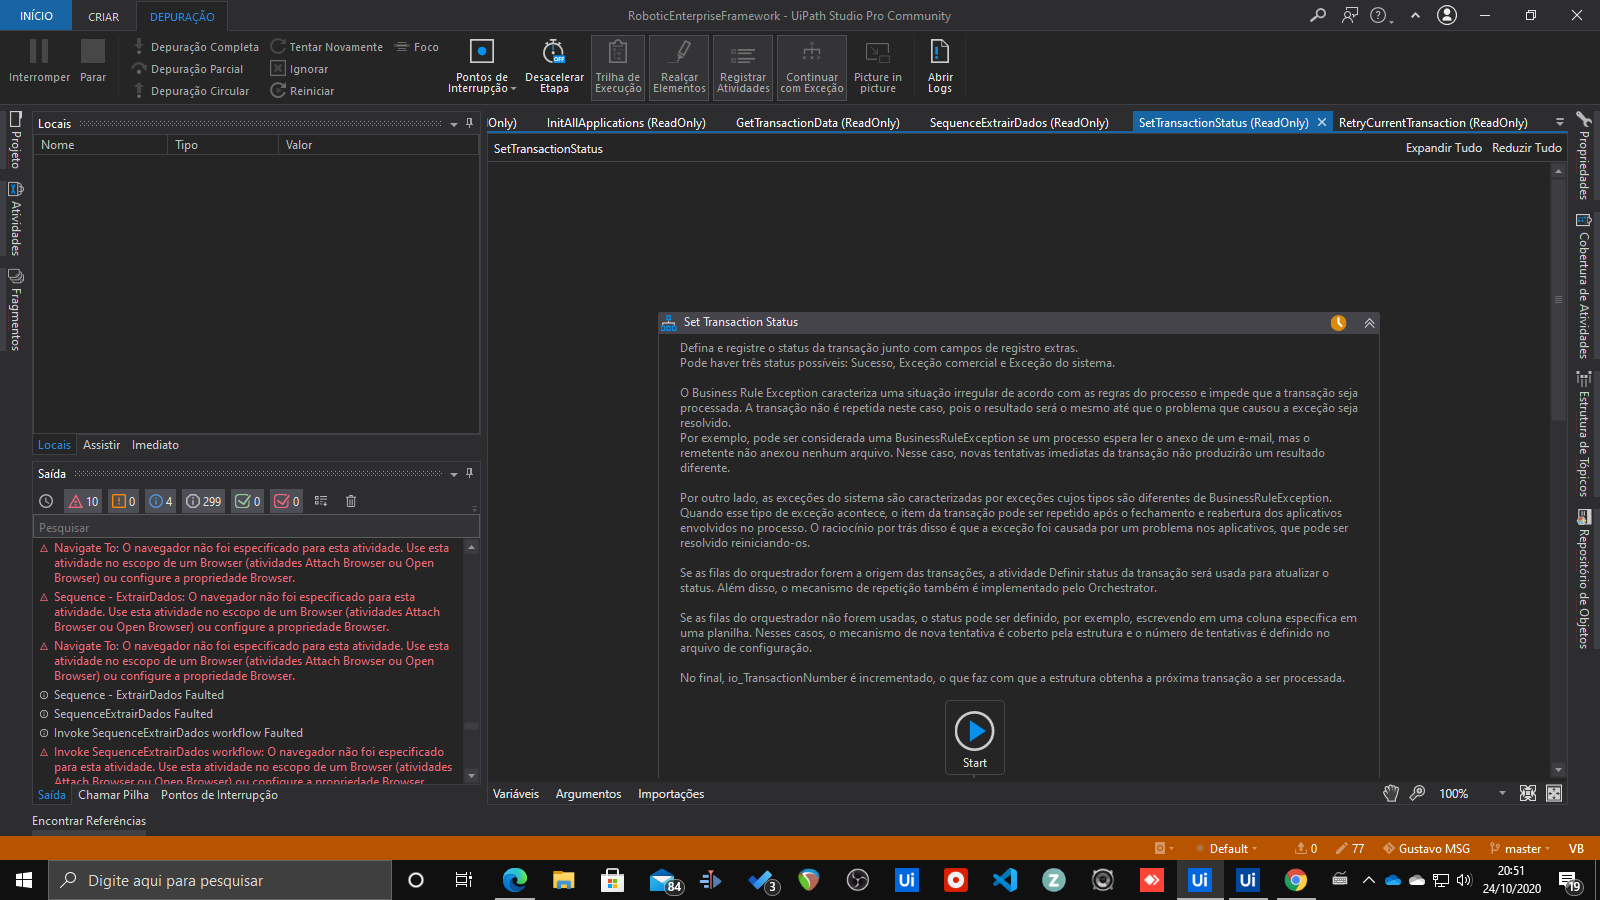 INÍCIO
CRIAR
DEPURAÇÃO
RoboticEnterpriseFramework - UiPath Studio Pro Community
Interromper
Parar
Depuração Completa
Depuração Parcial
Depuração Circular
Tentar Novamente
Ignorar
Reiniciar
Foco
Pontos de
Interrupção
Desacelerar
Etapa
OFF
Trilha de
Execução
Realçar
Elementos
Registrar
Atividades
Continuar
com Exceção
Picture in
picture
Abrir
Logs
Projeto
Atividades
Fragmentos
Locais
Nome
Tipo
Valor
Locais
Assistir
Imediato
Saída
10
0
4
299
0
0
Pesquisar
Navigate To: O navegador não foi especificado para esta atividade. Use esta
atividade no escopo de um Browser (atividades Attach Browser ou Open
Browser) ou configure a propriedade Browser.
Sequence - ExtrairDados: O navegador não foi especificado para esta
atividade. Use esta atividade no escopo de um Browser (atividades Attach
Browser ou Open Browser) ou configure a propriedade Browser.
Navigate To: O navegador não foi especificado para esta atividade. Use esta
atividade no escopo de um Browser (atividades Attach Browser ou Open
Browser) ou configure a propriedade Browser.
Sequence - ExtrairDados Faulted
SequenceExtrairDados Faulted
Invoke SequenceExtrairDados workflow Faulted
Invoke SequenceExtrairDados workflow: O navegador não foi especificado
para esta atividade. Use esta atividade no escopo de um Browser (atividades
Attach Browser ou Open Browser) ou configure a propriedade Browser.
Saída
Chamar Pilha
Pontos de Interrupção
Encontrar Referências
Only)
InitAllApplications (ReadOnly)
GetTransactionData (ReadOnly)
SequenceExtrairDados (ReadOnly)
SetTransactionStatus (ReadOnly)
RetryCurrentTransaction (ReadOnly)
SetTransactionStatus
Expandir Tudo
Reduzir Tudo
Set Transaction Status
Defina e registre o status da transação junto com campos de registro extras.
Pode haver três status possíveis: Sucesso, Exceção comercial e Exceção do sistema.
O Business Rule Exception caracteriza uma situação irregular de acordo com as regras do processo e impede que a transação seja
processada. A transação não é repetida neste caso, pois o resultado será o mesmo até que o problema que causou a exceção seja
resolvido.
Por exemplo, pode ser considerada uma BusinessRuleException se um processo espera ler o anexo de um e-mail, mas o
remetente não anexou nenhum arquivo. Nesse caso, novas tentativas imediatas da transação não produzirão um resultado
diferente.
Por outro lado, as exceções do sistema são caracterizadas por exceções cujos tipos são diferentes de BusinessRuleException.
Quando esse tipo de exceção acontece, o item da transação pode ser repetido após o fechamento e reabertura dos aplicativos
envolvidos no processo. O raciocínio por trás disso é que a exceção foi causada por um problema nos aplicativos, que pode ser
resolvido reiniciando-os.
Se as filas do orquestrador forem a origem das transações, a atividade Definir status da transação será usada para atualizar o
status. Além disso, o mecanismo de repetição também é implementado pelo Orchestrator.
Se as filas do orquestrador não forem usadas, o status pode ser definido, por exemplo, escrevendo em uma coluna específica em
uma planilha. Nesses casos, o mecanismo de nova tentativa é coberto pela estrutura e o número de tentativas é definido no
arquivo de configuração.
No final, io_TransactionNumber é incrementado, o que faz com que a estrutura obtenha a próxima transação a ser processada.
Start
Variáveis
Argumentos
Importações
100%
Propriedades
Cobertura de Atividades
Estrutura de Tópicos
Repositório de Objetos
Default
0
77
Gustavo MSG
master
VB
Digite aqui para pesquisar
84
3
Ui
Z
Ui
Ui
20:51
24/10/2020
19